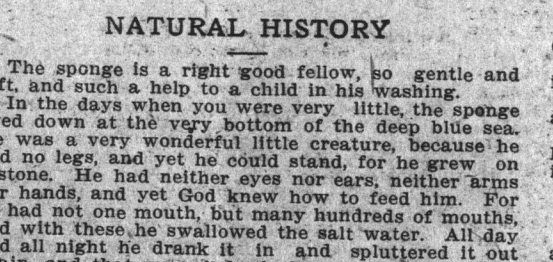 NATURAL HISTORY
The sponge is a right good fellow, so gentle and
ft, and such a help to a child in his washing.
In the days when you were very little, the sponge
ed down at the very bottom of the deep blue sea.
e was a very wonderful little creature, because he
d no legs, and yet he could stand, for he grew on
stone. He had neither eyes nor ears, neither arms
r hands, and yet God knew how to feed him. For
had not one mouth, but many hundreds of mouths,
d with these he swallowed the salt water. All day
d all night he drank it in and spluttered it out